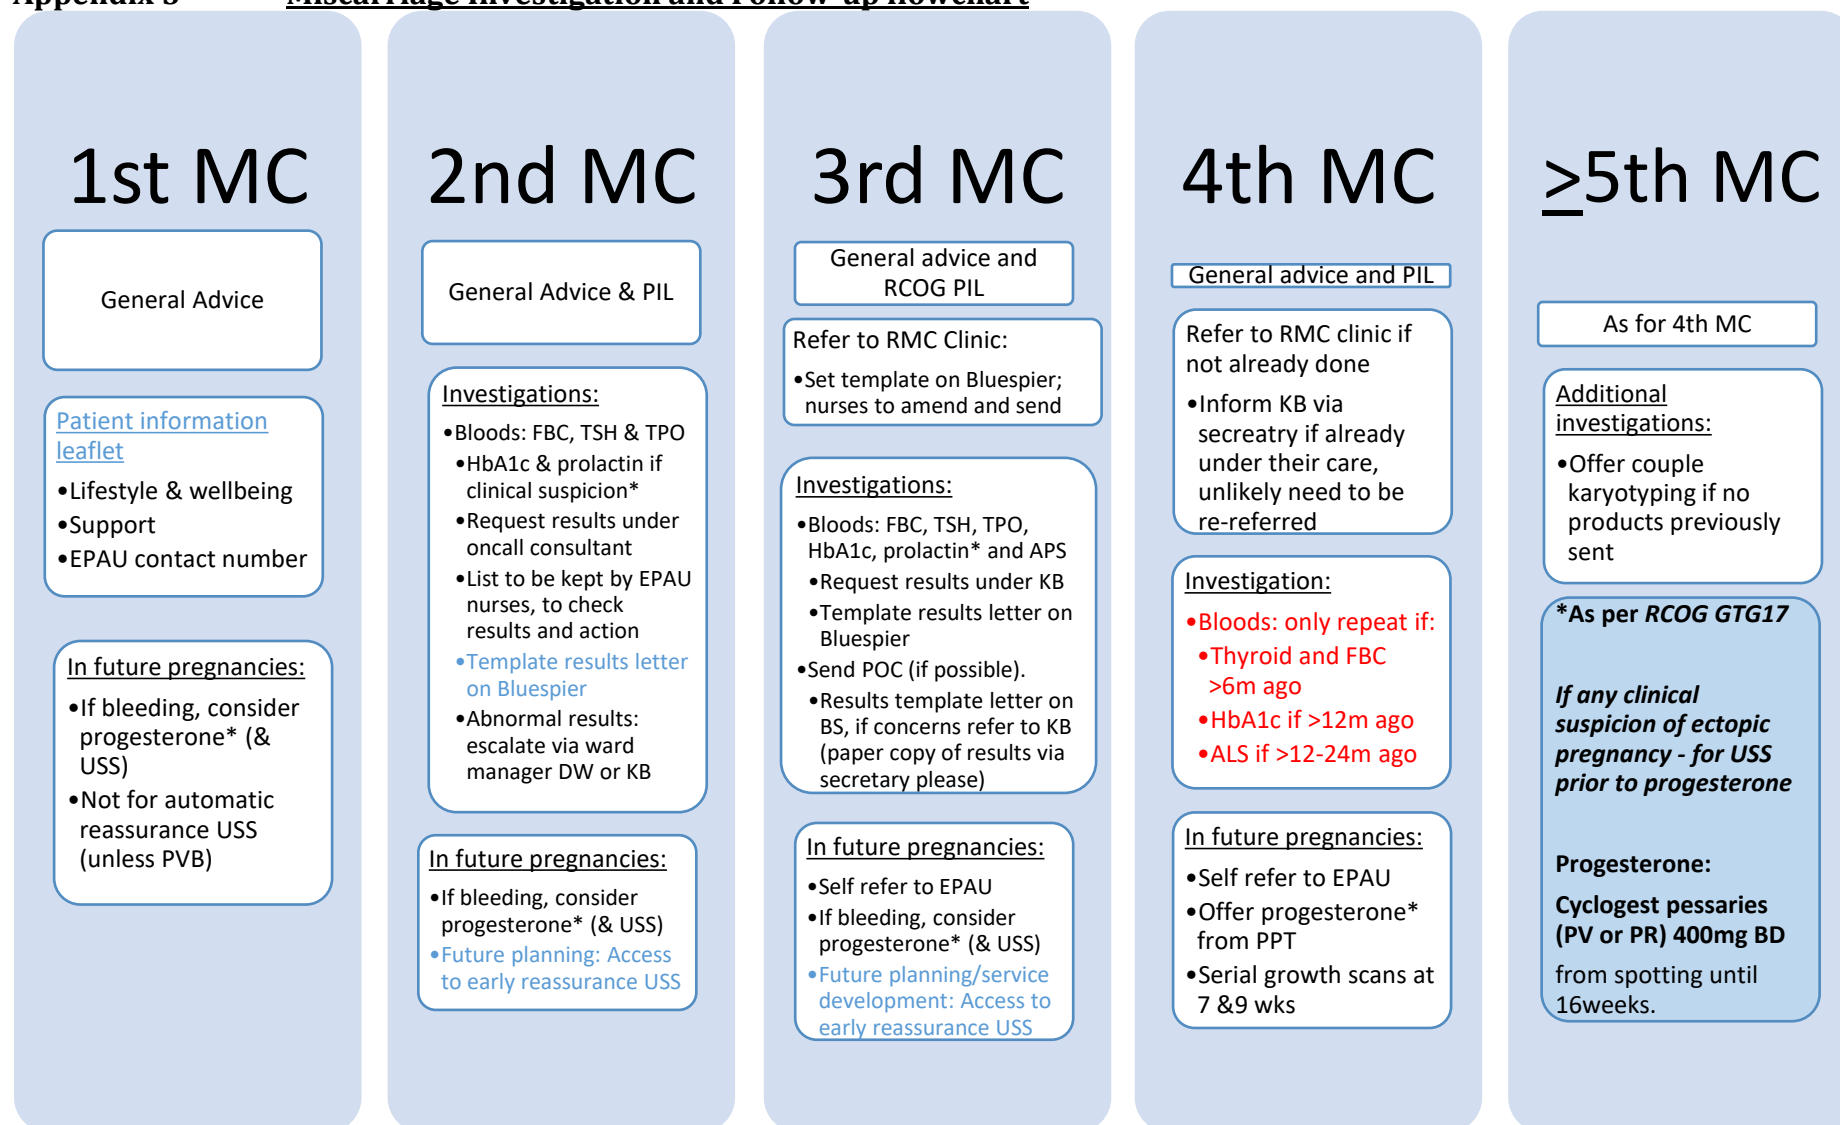 Appendix 5 Miscarriage Investigation and Follow-up flowchart
1st MC
General Advice
Patient information
leaflet
•Lifestyle & wellbeing
•Support
•EPAU contact number
In future pregnancies:
•If bleeding, consider
progesterone* (&
USS)
•Not for automatic
reassurance USS
(unless PVB)
2nd MC
General Advice & PIL
Investigations:
•Bloods: FBC, TSH & TPO
•HbA1c & prolactin if
clinical suspicion*
•Request results under
oncall consultant
•List to be kept by EPAU
nurses, to check
results and action
•Template results letter
on Bluespier
•Abnormal results:
escalate via ward
manager DW or KB
In future pregnancies:
•If bleeding, consider
progesterone* (& USS)
•Future planning: Access
to early reassurance USS
3rd MC
General advice and
RCOG PIL
Refer to RMC Clinic:
•Set template on Bluespier;
nurses to amend and send
Investigations:
•Bloods: FBC, TSH, TPO,
HbA1c, prolactin* and APS
•Request results under KB
•Template results letter on
Bluespier
•Send POC (if possible).
•Results template letter on
BS, if concerns refer to KB
(paper copy of results via
secretary please)
In future pregnancies:
•Self refer to EPAU
•If bleeding, consider
progesterone* (& USS)
•Future planning/service
development: Access to
early reassurance USS
4th MC
General advice and PIL
Refer to RMC clinic if
not already done
•Inform KB via
secreatry if already
under their care,
unlikely need to be
re-referred
Investigation:
•Bloods: only repeat if:
•Thyroid and FBC
>6m ago
•HbA1c if >12m ago
•ALS if >12-24m ago
In future pregnancies:
•Self refer to EPAU
•Offer progesterone*
from PPT
•Serial growth scans at
7 &9 wks
>5th MC
As for 4th MC
Additional
investigations:
•Offer couple
karyotyping if no
products previously
sent
*As per RCOG GTG17
If any clinical
suspicion of ectopic
pregnancy - for USS
prior to progesterone
Progesterone:
Cyclogest pessaries
(PV or PR) 400mg BD
from spotting until
16weeks.